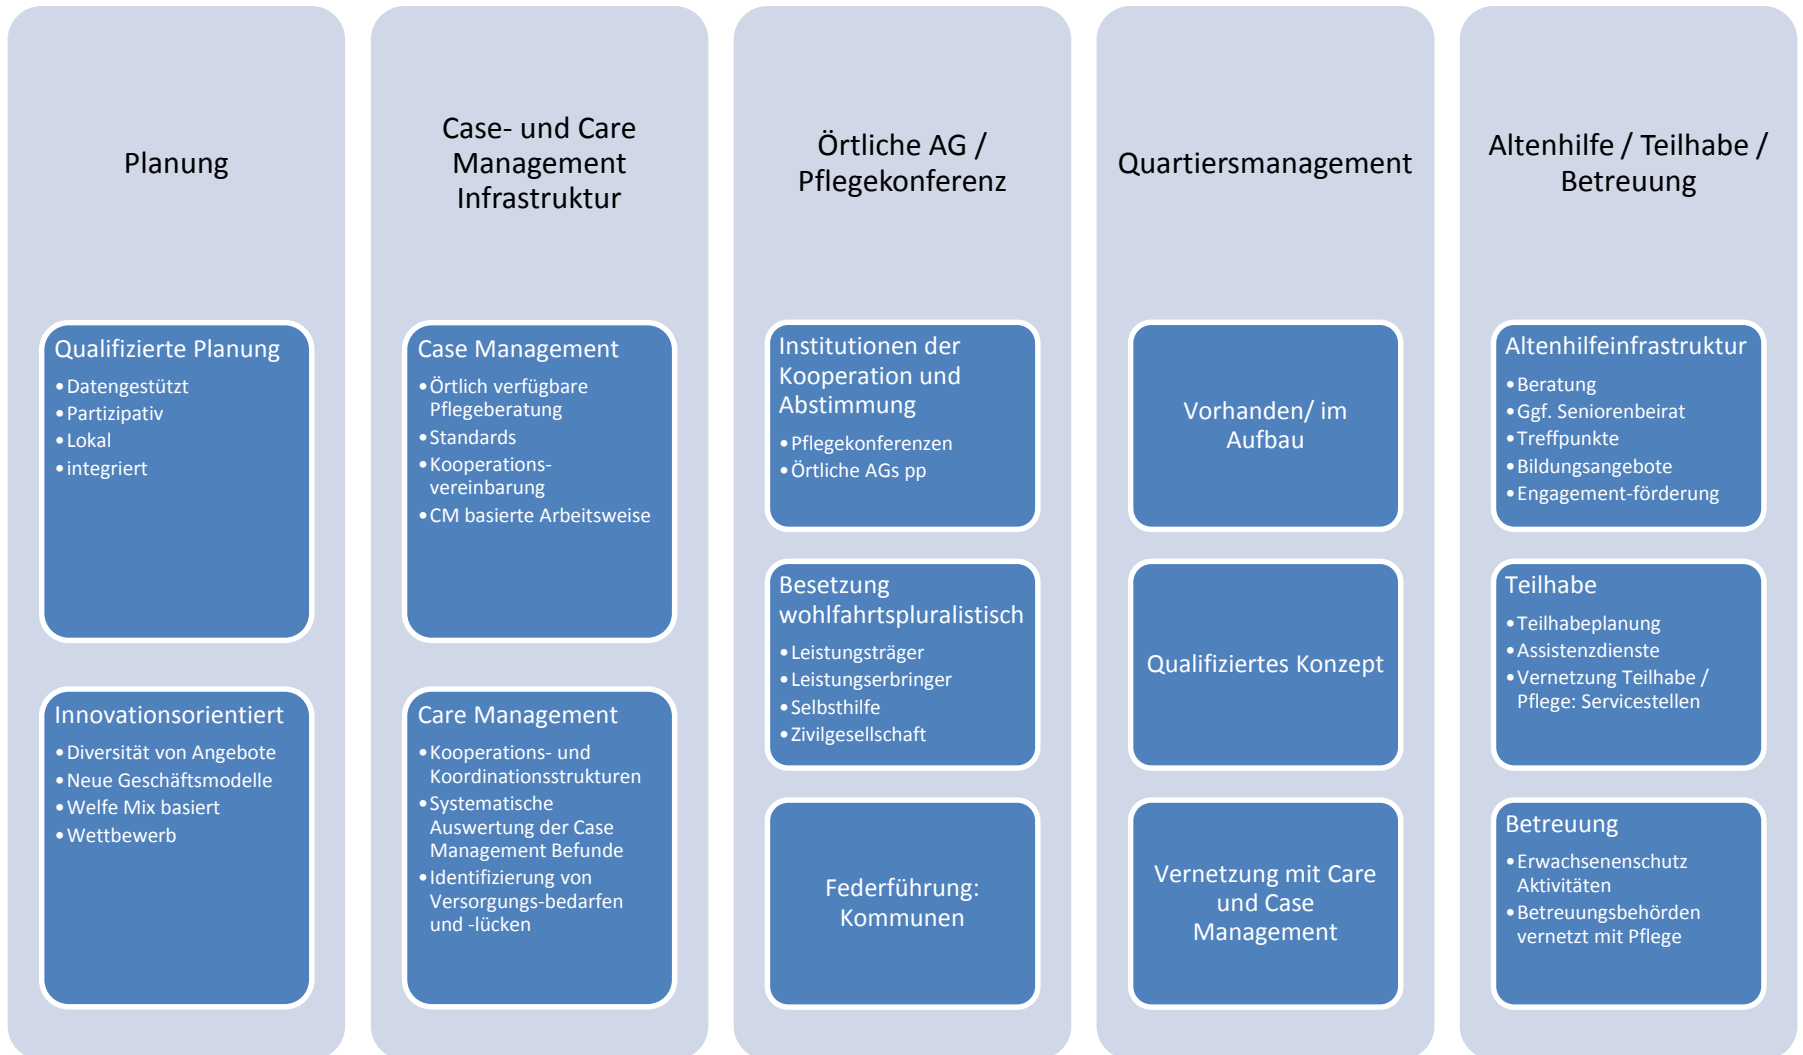 Planung
Qualifizierte Planung
•Datengestützt
•Partizipativ
•Lokal
•integriert
Innovationsorientiert
•Diversität von Angebote
•Neue Geschäftsmodelle
•Welfe Mix basiert
•Wettbewerb
Case- und Care
Management
Infrastruktur
Case Management
•Örtlich verfügbare
Pflegeberatung
•Standards
•Kooperations-
vereinbarung
•CM basierte Arbeitsweise
Care Management
•Kooperations- und
Koordinationsstrukturen
•Systematische
Auswertung der Case
Management Befunde
•Identifizierung von
Versorgungs-bedarfen
und -lücken
Örtliche AG /
Pflegekonferenz
Institutionen der
Kooperation und
Abstimmung
•Pflegekonferenzen
•Örtliche AGs pp
Besetzung
wohlfahrtspluralistisch
•Leistungsträger
•Leistungserbringer
•Selbsthilfe
•Zivilgesellschaft
Federführung:
Kommunen
Quartiersmanagement
Vorhanden/ im
Aufbau
Qualifiziertes Konzept
Vernetzung mit Care
und Case
Management
Altenhilfe / Teilhabe /
Betreuung
Altenhilfeinfrastruktur
•Beratung
•Ggf. Seniorenbeirat
•Treffpunkte
•Bildungsangebote
•Engagement-förderung
Teilhabe
•Teilhabeplanung
•Assistenzdienste
•Vernetzung Teilhabe /
Pflege: Servicestellen
Betreuung
•Erwachsenenschutz
Aktivitäten
•Betreuungsbehörden
vernetzt mit Pflege